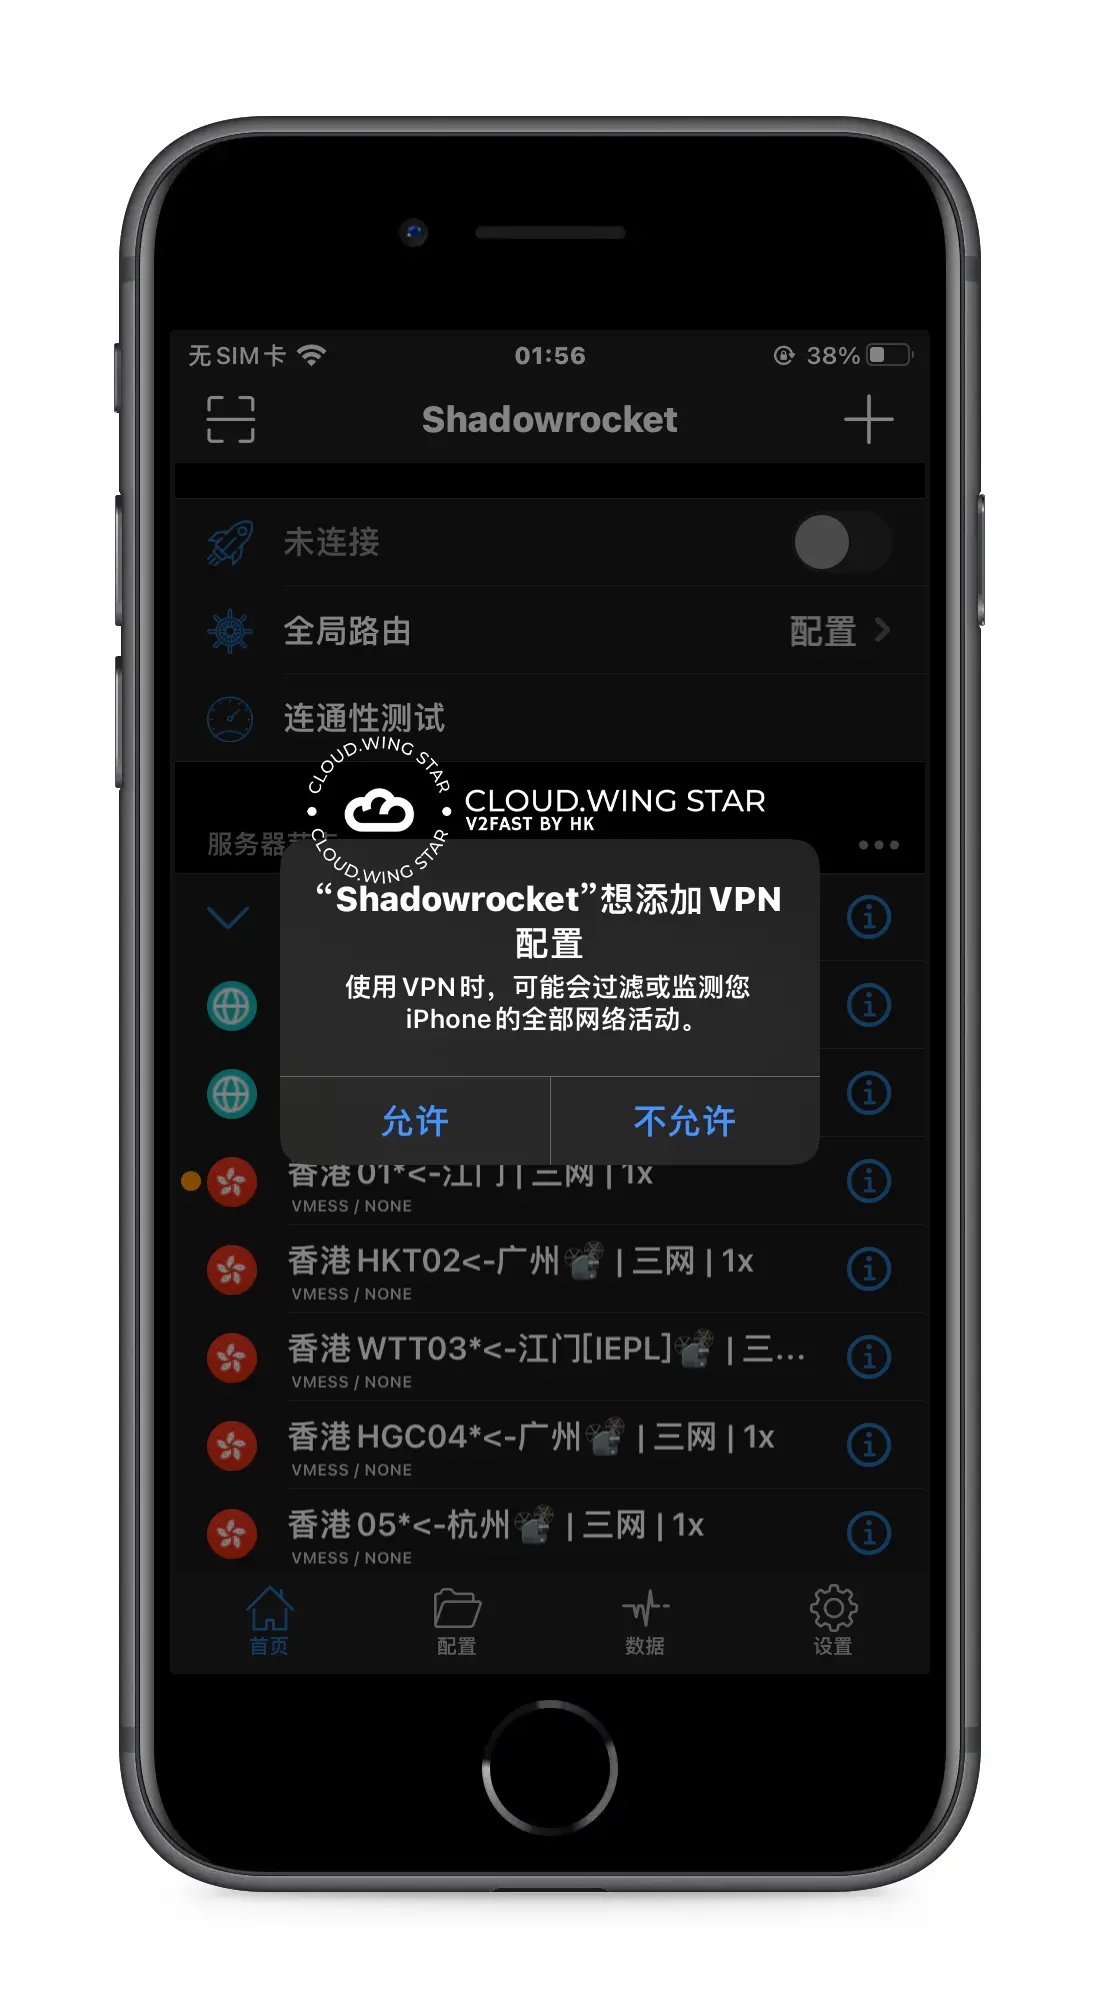 无SIM卡
01:56
38%
Shadowrocket
未连接
全局路由
配置
连通性测试
CLOUD.WING STAR
CLOUD.WING STAR
V2FAST BY HK
CLOUD.WING STAR
服务器
“Shadowrocket”想添加 VPN
配置
使用 VPN 时，可能会过滤或监测您
iPhone 的全部网络活动。
允许
不允许
香港 01*<-江门 | 三网 | 1x
VMESS / NONE
香港 HKT02<-广州📽 | 三网 | 1x
VMESS / NONE
香港 WTT03*<-江门[IEPL]📽 | 三...
VMESS / NONE
香港 HGC04*<-广州📽 | 三网 | 1x
VMESS / NONE
香港 05*<-杭州📽 | 三网 | 1x
VMESS / NONE
首页
配置
数据
设置